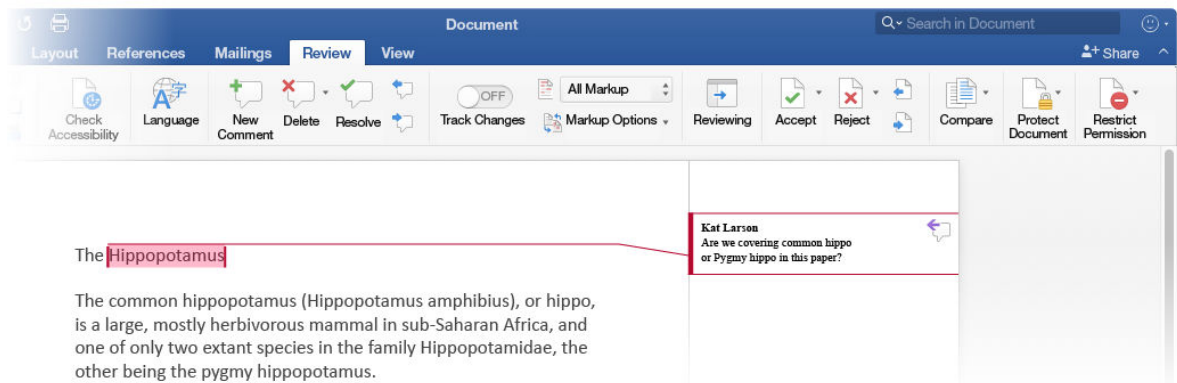 Document
Search in Document
Layout References Mailings Review View
Share
Check Accessibility
Language
New Comment
Delete
Resolve
OFF
Track Changes
All Markup
Markup Options
Reviewing
Accept
Reject
Compare
Protect Document
Restrict Permission
Kat Larson
Are we covering common hippo
or Pygmy hippo in this paper?
The Hippopotamus
The common hippopotamus (Hippopotamus amphibius), or hippo,
is a large, mostly herbivorous mammal in sub-Saharan Africa, and
one of only two extant species in the family Hippopotamidae, the
other being the pygmy hippopotamus.